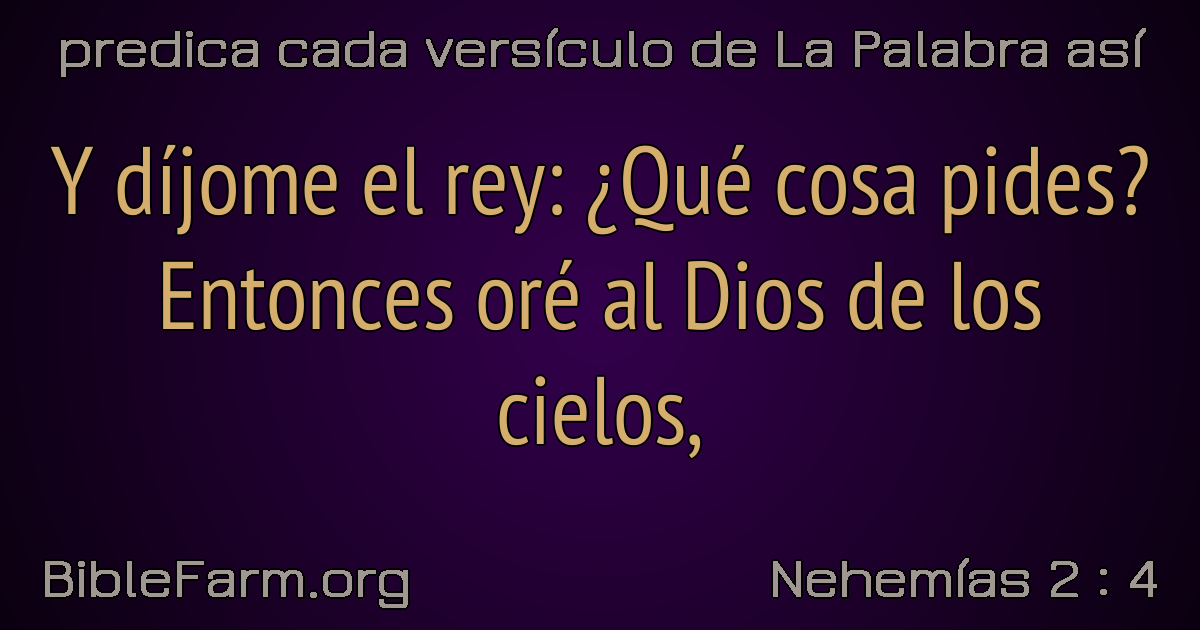 predica cada versículo de La Palabra así
Y díjome el rey: ¿Qué cosa pides?
Entonces oré al Dios de los
cielos,
BibleFarm.org
Nehemías 2 : 4